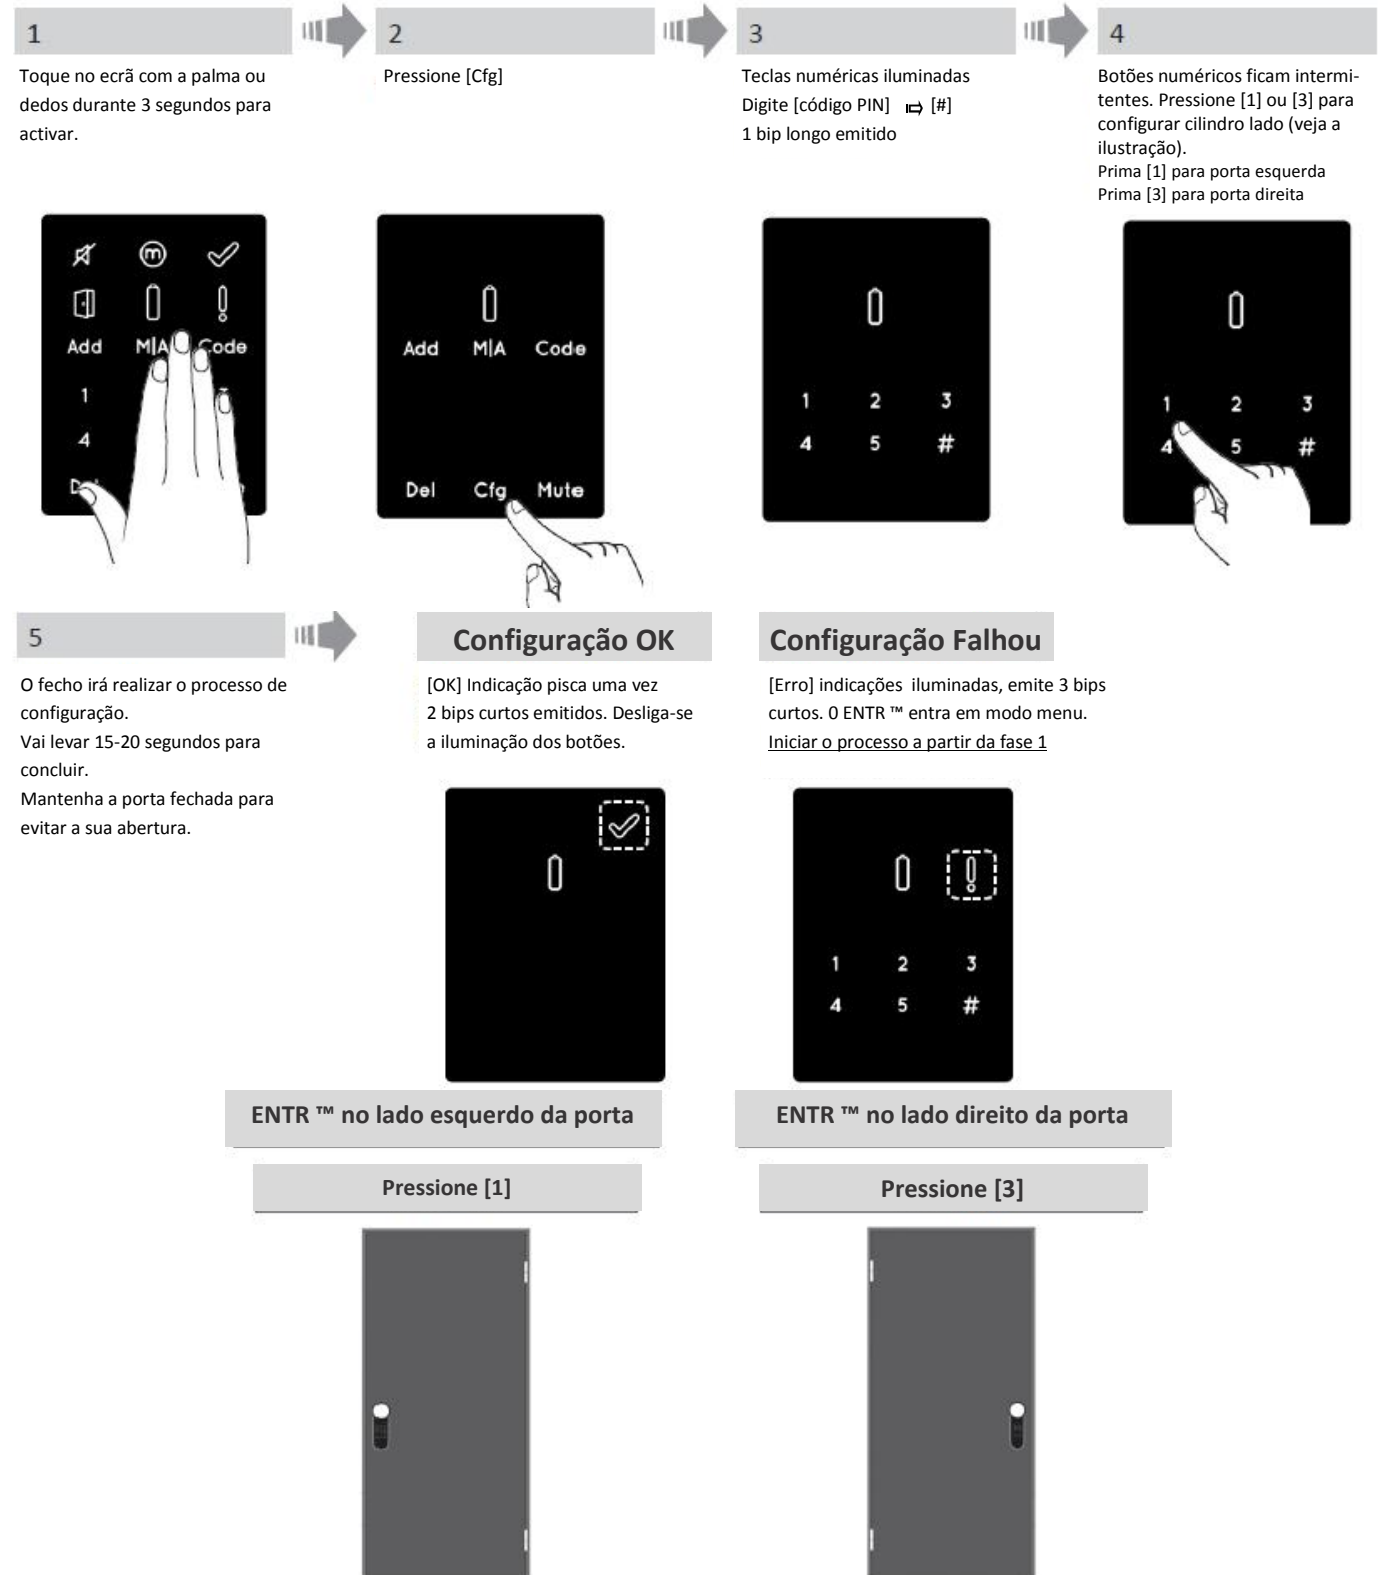 1
Toque no ecrã com a palma ou
dedos durante 3 segundos para
activar.
Add M|A Code
1
4
2
Pressione [Cfg]
Add M|A Code
Del Cfg Mute
3
Teclas numéricas iluminadas
Digite [código PIN] ⇨ [#]
1 bip longo emitido
1 2 3
4 5 #
4
Botões numéricos ficam intermi-
tentes. Pressione [1] ou [3] para
configurar cilindro lado (veja a
ilustração).
Prima [1] para porta esquerda
Prima [3] para porta direita
1 2 3
4 5 #
5
O fecho irá realizar o processo de
configuração.
Vai levar 15-20 segundos para
concluir.
Mantenha a porta fechada para
evitar a sua abertura.
Configuração OK
[OK] Indicação pisca uma vez
2 bips curtos emitidos. Desliga-se
a iluminação dos botões.
Configuração Falhou
[Erro] indicações iluminadas, emite 3 bips
curtos. 0 ENTR ™ entra em modo menu.
Iniciar o processo a partir da fase 1
1 2 3
4 5 #
ENTR ™ no lado esquerdo da porta
Pressione [1]
ENTR ™ no lado direito da porta
Pressione [3]